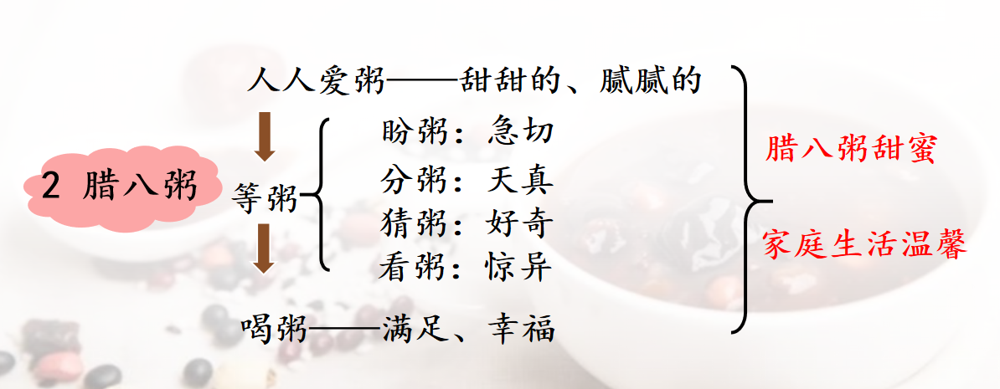 2 腊八粥
人人爱粥——甜甜的、腻腻的
等粥
盼粥：急切
分粥：天真
猜粥：好奇
看粥：惊异
喝粥——满足、幸福
腊八粥甜蜜
家庭生活温馨